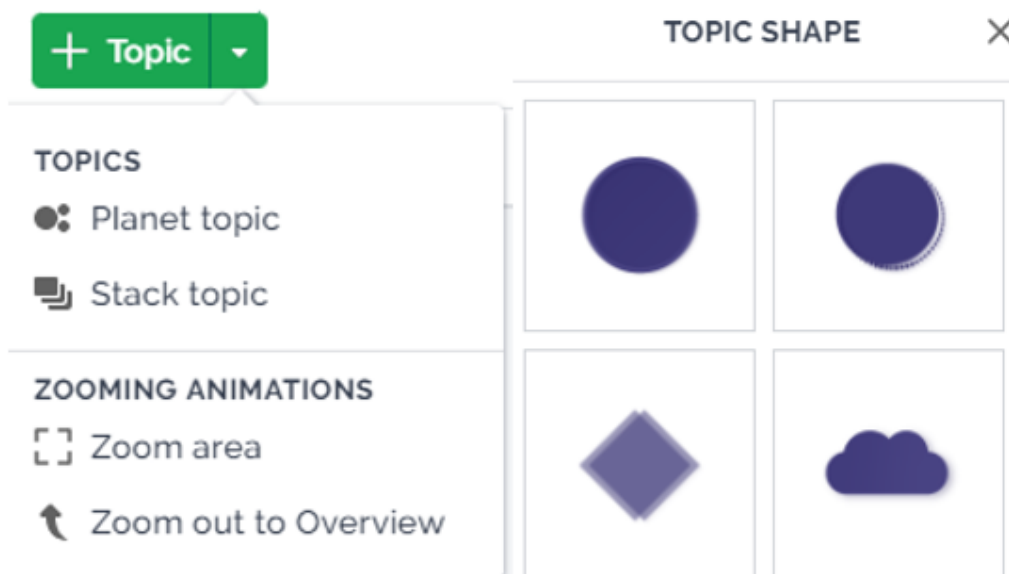 Topic
TOPICS
Planet topic
Stack topic
ZOOMING ANIMATIONS
Zoom area
Zoom out to Overview
TOPIC SHAPE